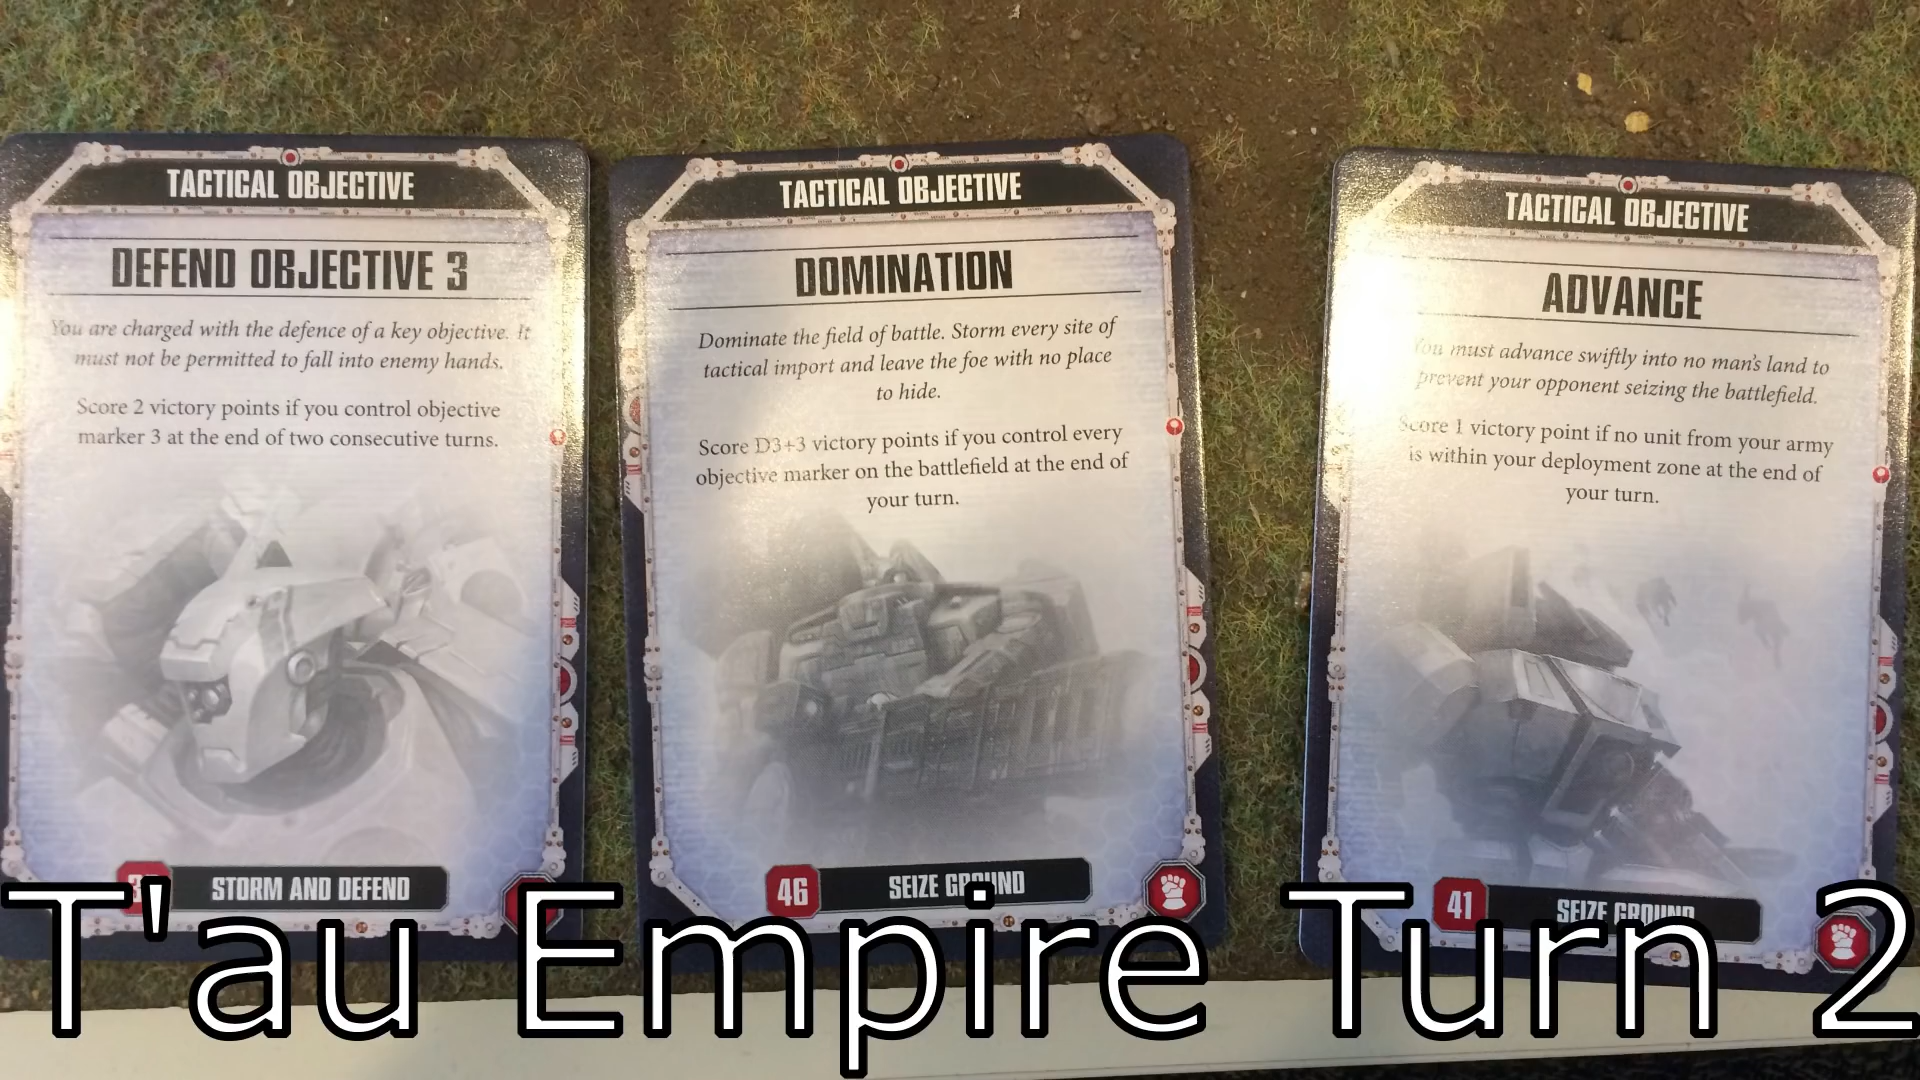 TACTICAL OBJECTIVE
DEFEND OBJECTIVE 3
You are charged with the defence of a key objective. It
must not be permitted to fall into enemy hands.
Score 2 victory points if you control objective
marker 3 at the end of two consecutive turns.
STORM AND DEFEND
TACTICAL OBJECTIVE
DOMINATION
Dominate the field of battle. Storm every site of
tactical import and leave the foe with no place
to hide.
Score D3+3 victory points if you control every
objective marker on the battlefield at the end of
your turn.
46
SEIZE GROUND
TACTICAL OBJECTIVE
ADVANCE
You must advance swiftly into no man's land to
prevent your opponent seizing the battlefield.
Score 1 victory point if no unit from your army
is within your deployment zone at the end of
your turn.
41
SEIZE GROUND
T'au Empire Turn 2